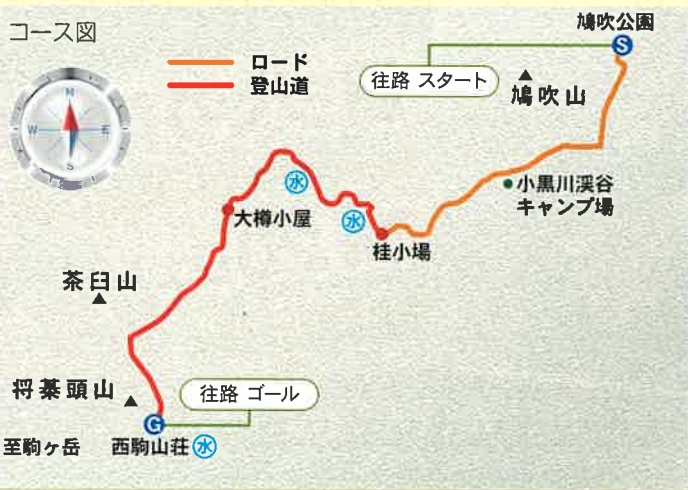 コース図
鳩吹公園
S
ロード
登山道
往路 スタート
鳩吹山
N
W
E
S
水
小黒川渓谷
キャンプ場
大樽小屋
水
桂小場
茶臼山
将棊頭山
往路 ゴール
G
至駒ヶ岳
西駒山荘
水